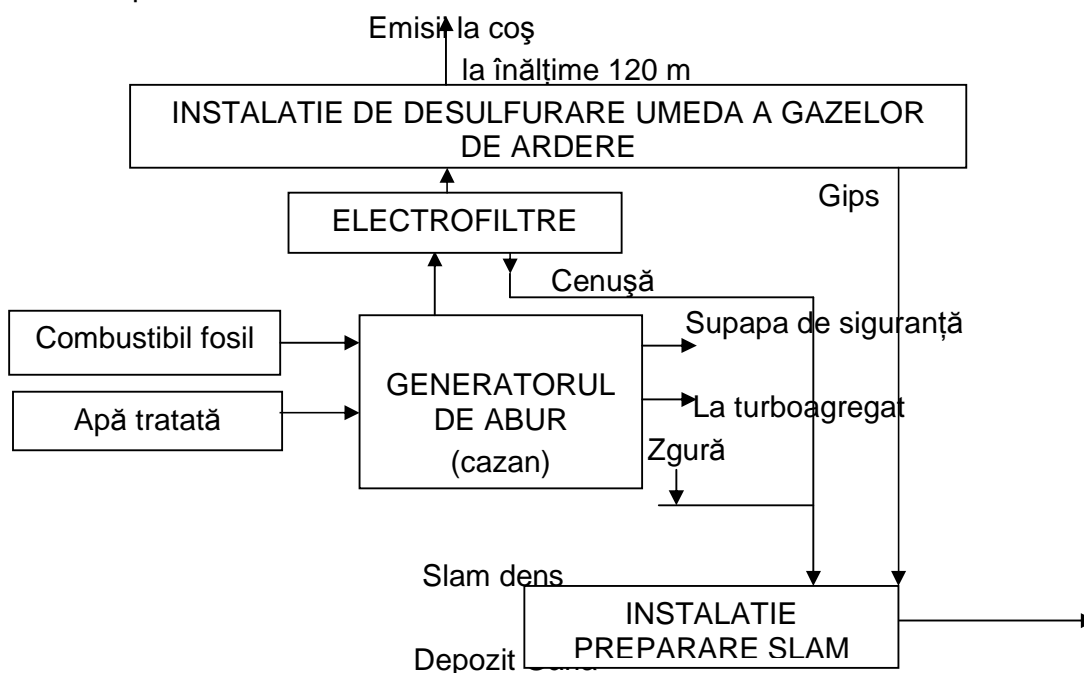 Emisii la coş
la înălțime 120 m
INSTALATIE DE DESULFURARE UMEDA A GAZELOR
DE ARDERE
Gips
ELECTROFILTRE
Cenuşă
Combustibil fosil
Supapa de siguranță
GENERATORUL
DE ABUR
(cazan)
Apă tratată
La turboagregat
Zgură
Slam dens
INSTALATIE
PREPARARE SLAM
Depozit